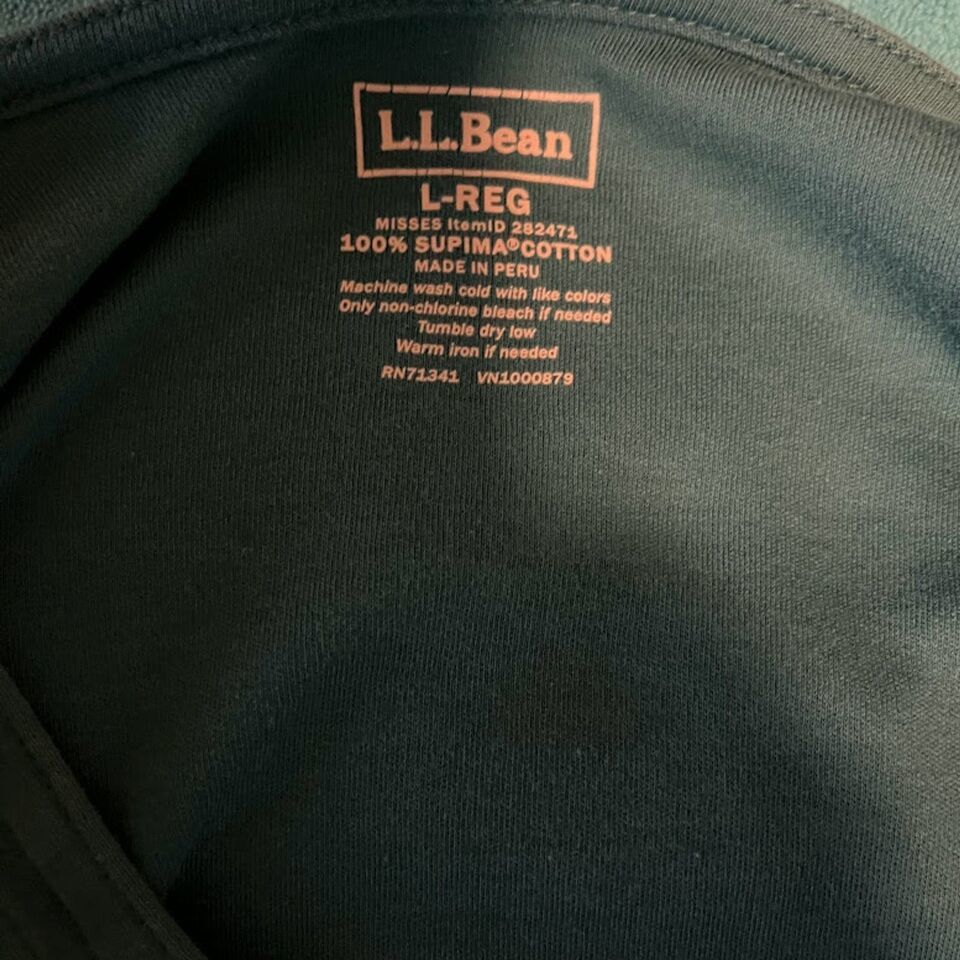 L.L.Bean
L-REG
MISSES ItemID 282471
100% SUPIMA® COTTON
MADE IN PERU
Machine wash cold with like colors
Only non-chlorine bleach if needed
Tumble dry low
Warm iron if needed
RN71341 VN1000879